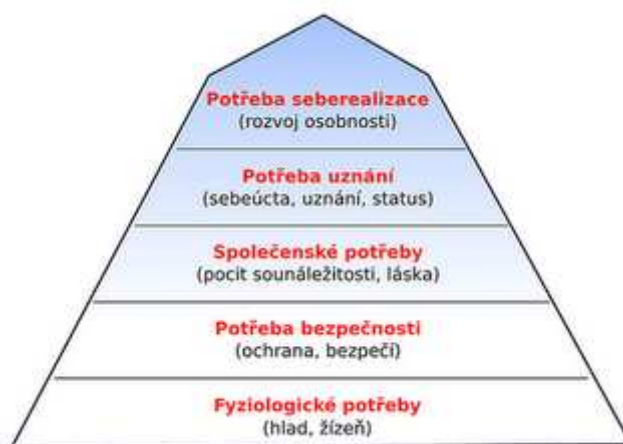 Potřeba seberealizace
(rozvoj osobnosti)
Potřeba uznání
(sebeúcta, uznání, status)
Společenské potřeby
(pocit sounáležitosti, láska)
Potřeba bezpečnosti
(ochrana, bezpečí)
Fyziologické potřeby
(hlad, žízeň)